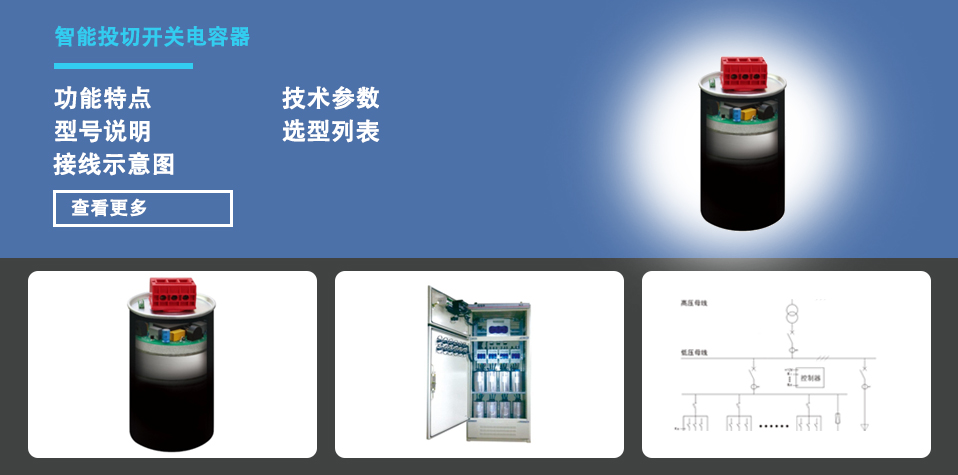 智能投切开关电容器
功能特点
技术参数
型号说明
选型列表
接线示意图
查看更多
高压母线
低压母线
控制器